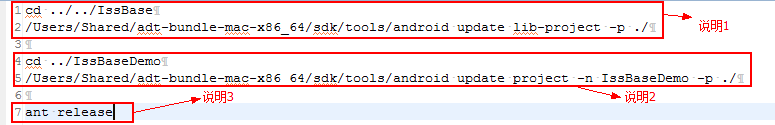 1 cd ../../IssBase¶
2 /Users/Shared/adt-bundle-mac-x86_64/sdk/tools/android update lib-project -p ./¶
说明1
3 ¶
4 cd ../IssBaseDemo¶
5 /Users/Shared/adt-bundle-mac-x86_64/sdk/tools/android update project -n IssBaseDemo -p ./¶
6 ¶
说明3
说明2
7 ant release